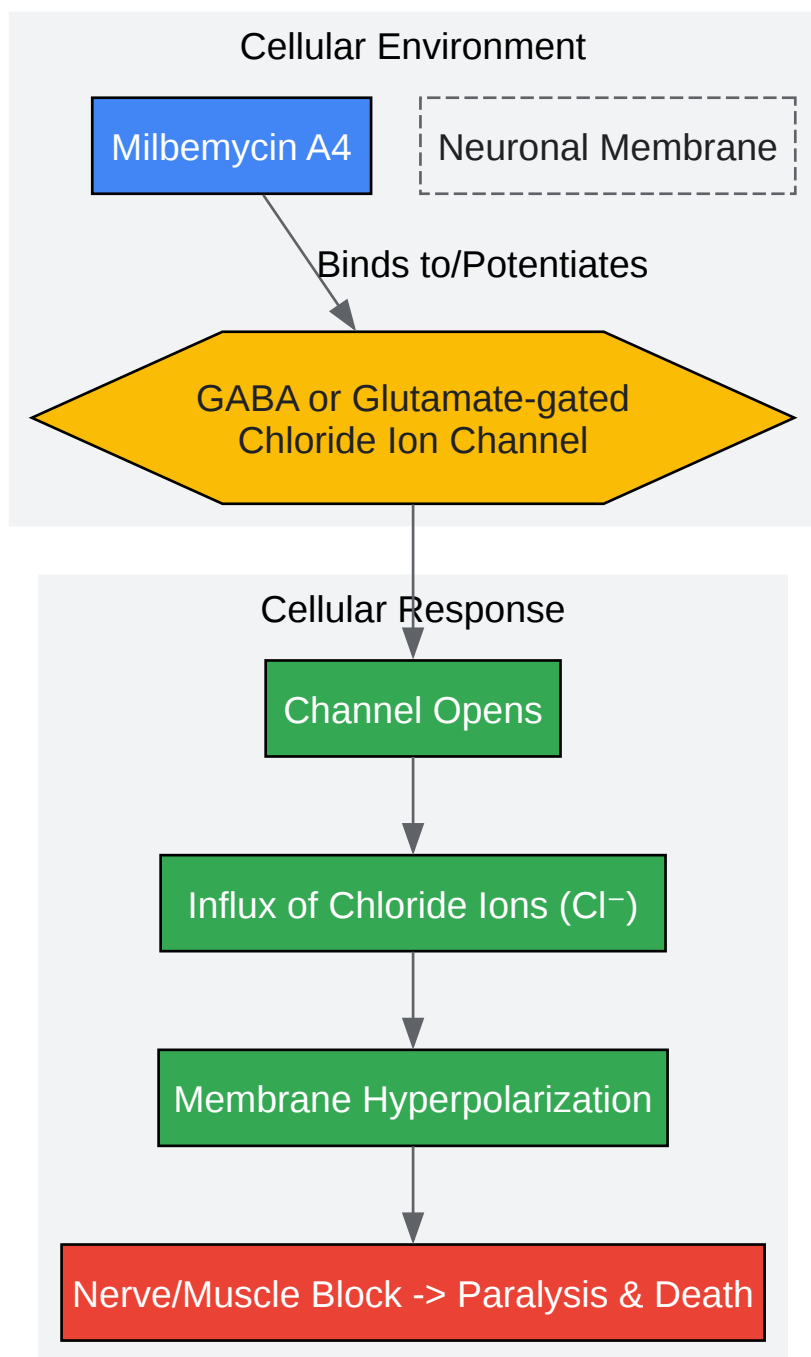 Cellular Environment
Milbemycin A4
Neuronal Membrane
Binds to/Potentiates
GABA or Glutamate-gated
Chloride Ion Channel
Cellular Response
Channel Opens
Influx of Chloride Ions (Cl⁻)
Membrane Hyperpolarization
Nerve/Muscle Block -> Paralysis & Death